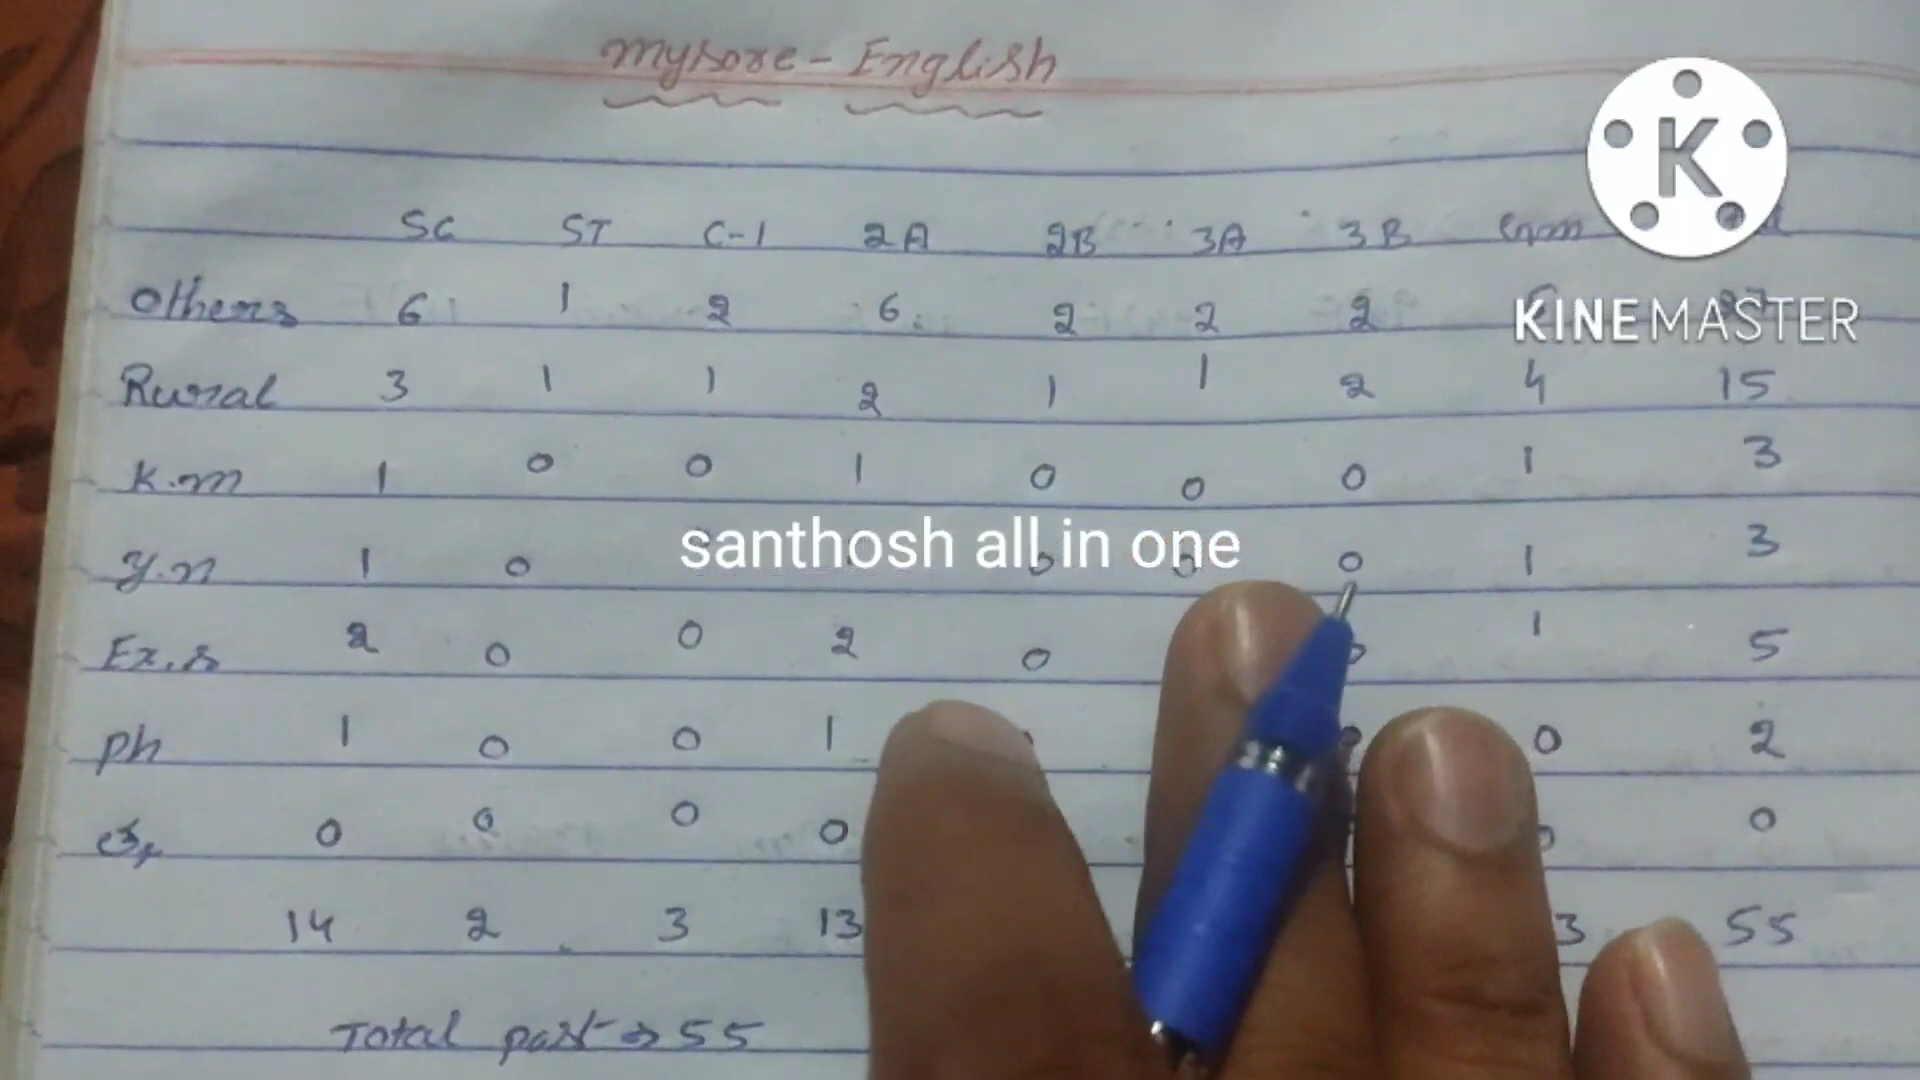 Mysore - English
SC ST C-1 2A 2B 3A 3B
Others 6 1 2 6 2 2 2
KINEMASTER
Rural 3 1 1 2 1 1 2 4 15
K.m 1 0 0 1 0 0 0 1 3
santhosh all in one
y.n 1 0 0 0 0 1 3
Ex.s 2 0 0 2 0 1 5
ph 1 0 0 1 0 2
0 0 0 0 0
14 2 3 13 3 55
Total post → 55